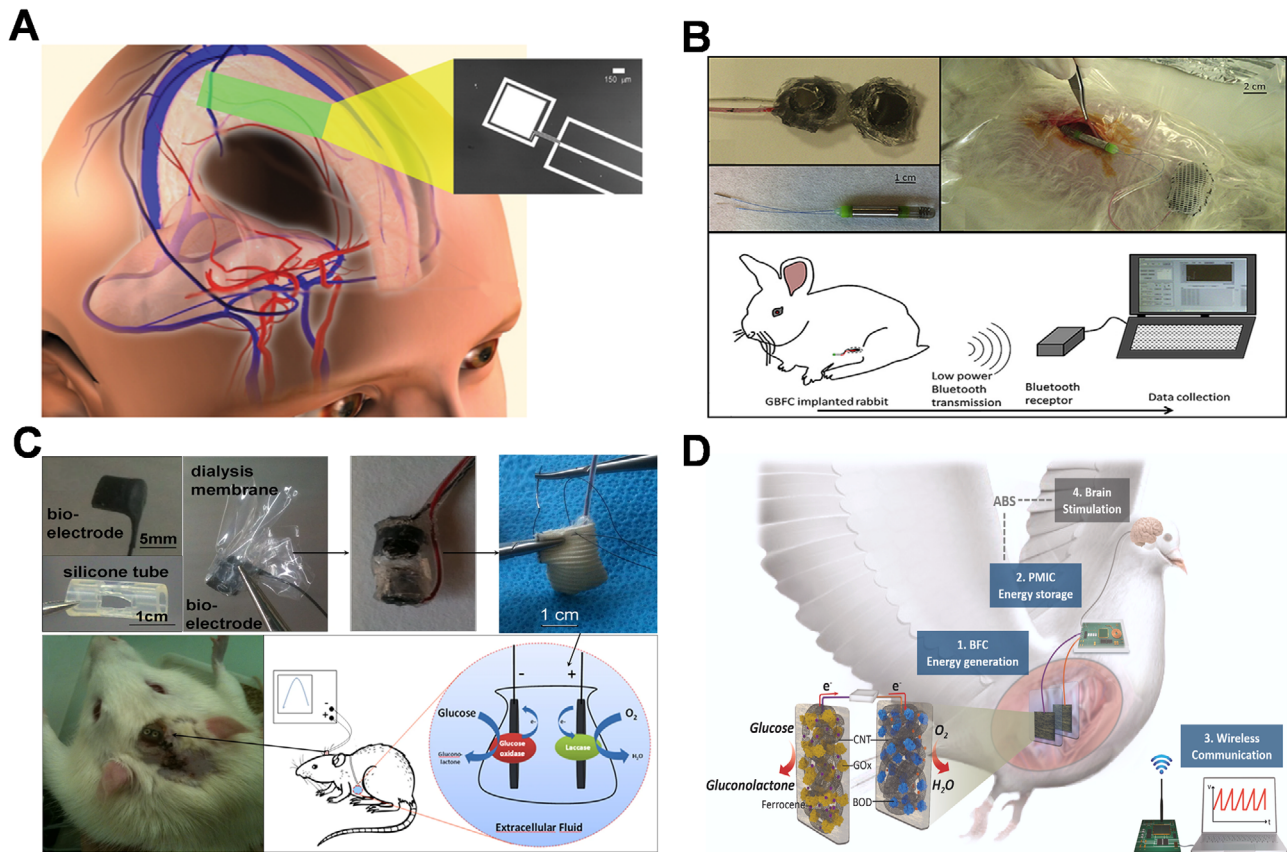 A
150 µm
B
2 cm
1 cm
GBFC implanted rabbit
Low power
Bluetooth
transmission
Bluetooth
receptor
Data collection
C
bio-
electrode
5mm
silicone tube
1cm
dialysis
membrane
bio-
electrode
1 cm
-
+
Glucose
O₂
e-
e-
Glucose
oxidase
Laccase
Glucono-
lactone
H₂O
Extracellular Fluid
-
+
D
ABS
4. Brain
Stimulation
2. PMIC
Energy storage
1. BFC
Energy generation
e-
e-
Glucose
O₂
CNT
GOx
Gluconolactone
H₂O
Ferrocene
BOD
3. Wireless
Communication
V
t